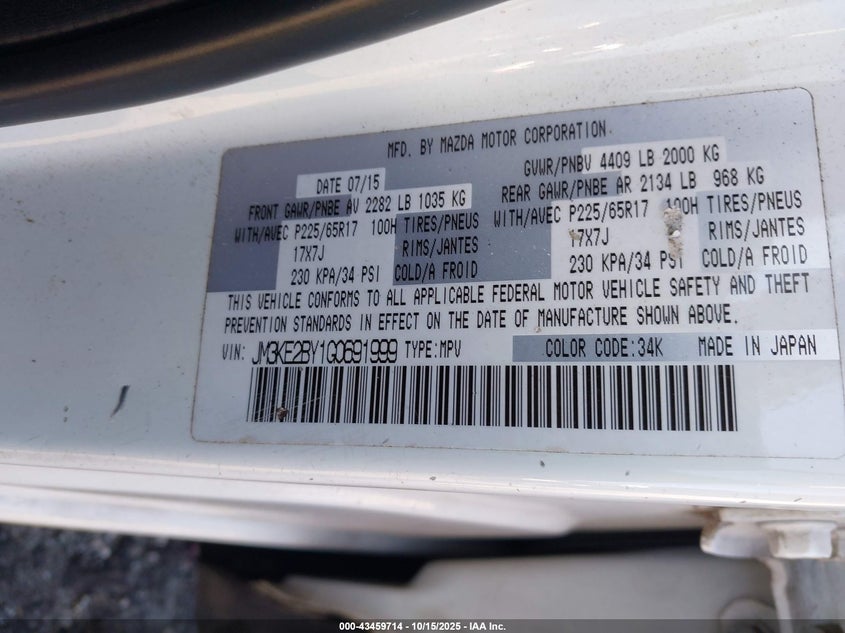 MFD. BY MAZDA MOTOR CORPORATION
DATE 07/15 GVWR/PNBV 4409 LB 2000 KG
FRONT GAWR/PNBE AV 2282 LB 1035 KG REAR GAWR/PNBE AR 2134 LB 968 KG
WITH/AVEC P225/65R17 100H TIRES/PNEUS WITH/AVEC P225/65R17 100H TIRES/PNEUS
17X7J RIMS/JANTES 17X7J RIMS/JANTES
230 KPA/34 PSI COLD/A FROID 230 KPA/34 PSI COLD/A FROID
THIS VEHICLE CONFORMS TO ALL APPLICABLE FEDERAL MOTOR VEHICLE SAFETY AND THEFT
PREVENTION STANDARDS IN EFFECT ON THE DATE OF MANUFACTURE SHOWN ABOVE.
VIN: JM3KE2BY1G0691999 TYPE:MPV COLOR CODE:34K MADE IN JAPAN
000-43459714 - 10/15/2025 - IAA Inc.